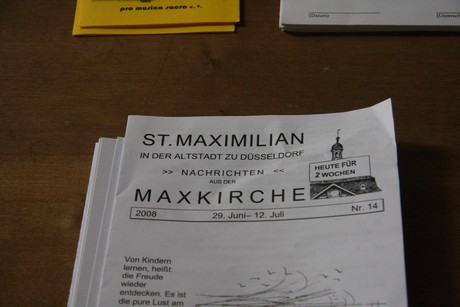 pro musica sacra e. v.
(Datum)
ST. MAXIMILIAN
IN DER ALTSTADT ZU DÜSSELDORF
>> NACHRICHTEN <<
AUS DER
MAXKIRCHE
HEUTE FÜR
2 WOCHEN
2008 29. Juni– 12. Juli Nr. 14
Von Kindern
lernen, heißt:
die Freude
wieder
entdecken. Es ist
die pure Lust am